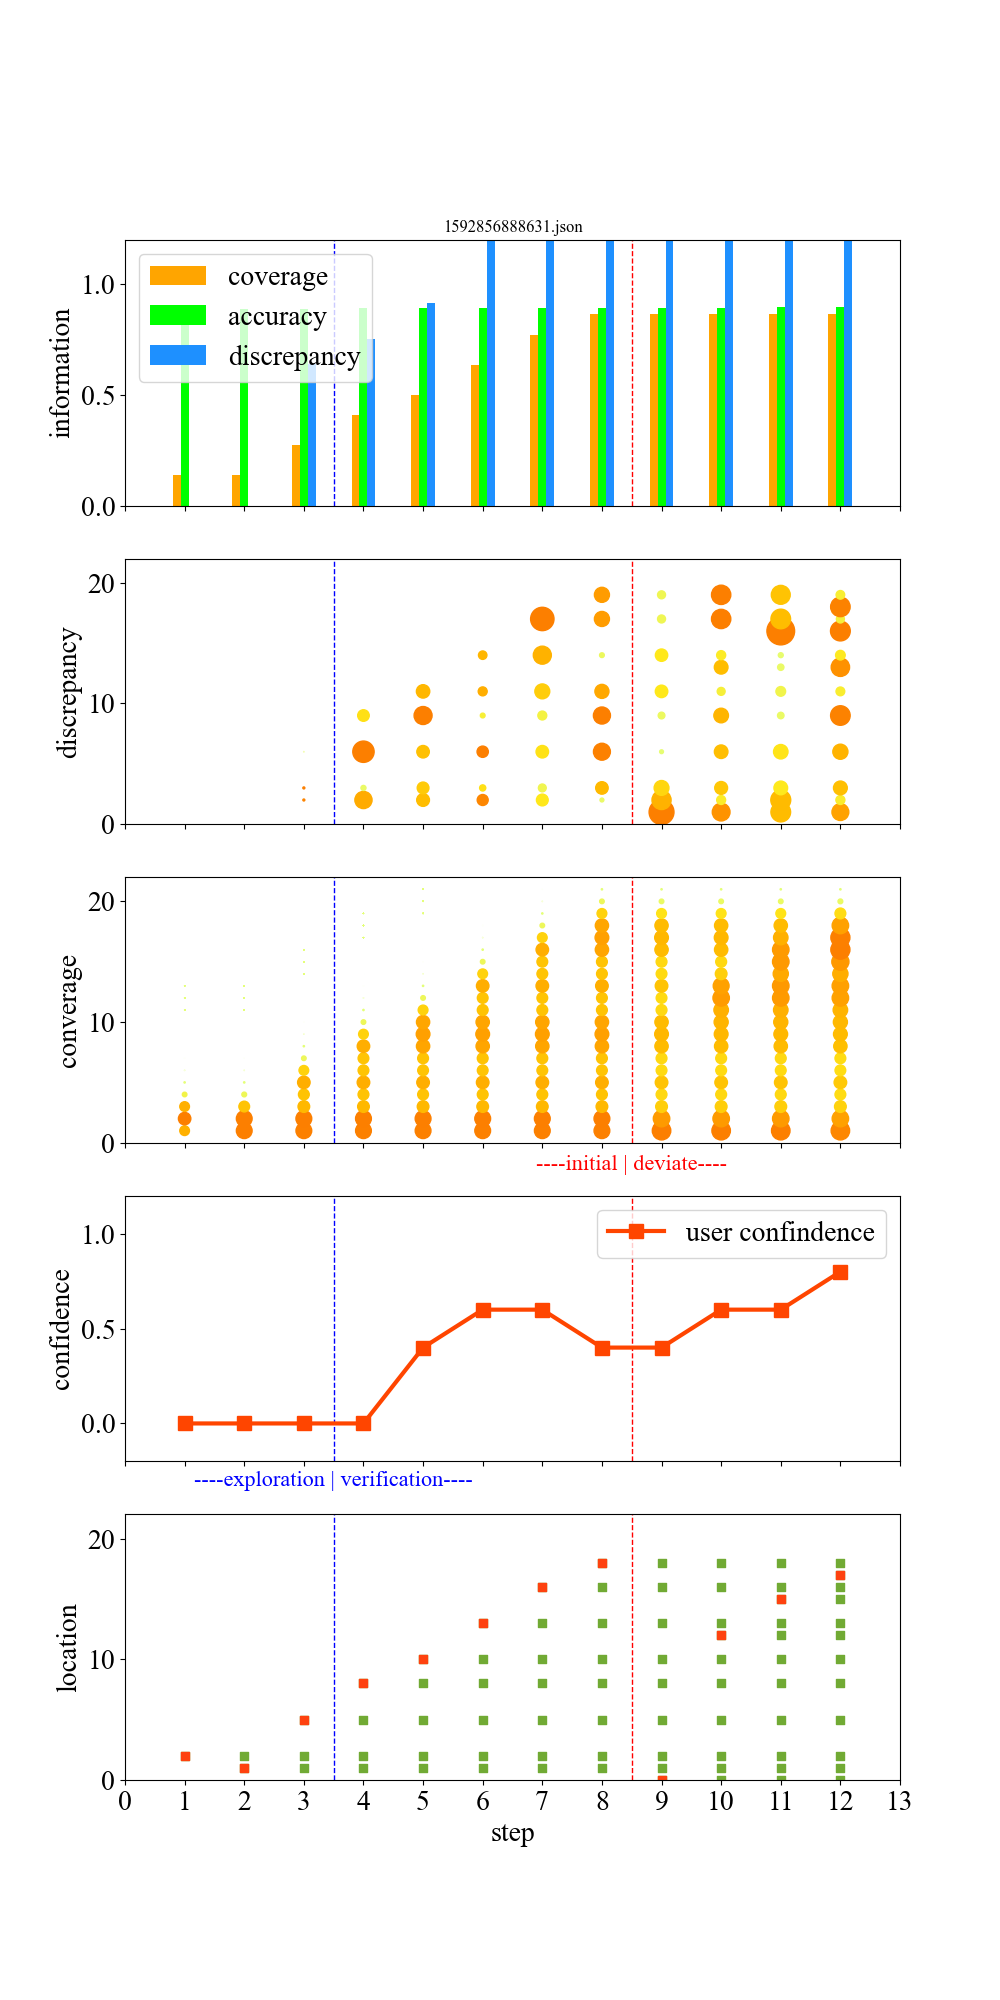 1592856888631.json
information
1.0
0.5
0.0
coverage
accuracy
discrepancy
discrepancy
20
10
0
converage
20
10
0
----initial | deviate----
confidence
1.0
0.5
0.0
user confindence
----exploration | verification----
location
20
10
0
0 1 2 3 4 5 6 7 8 9 10 11 12 13
step